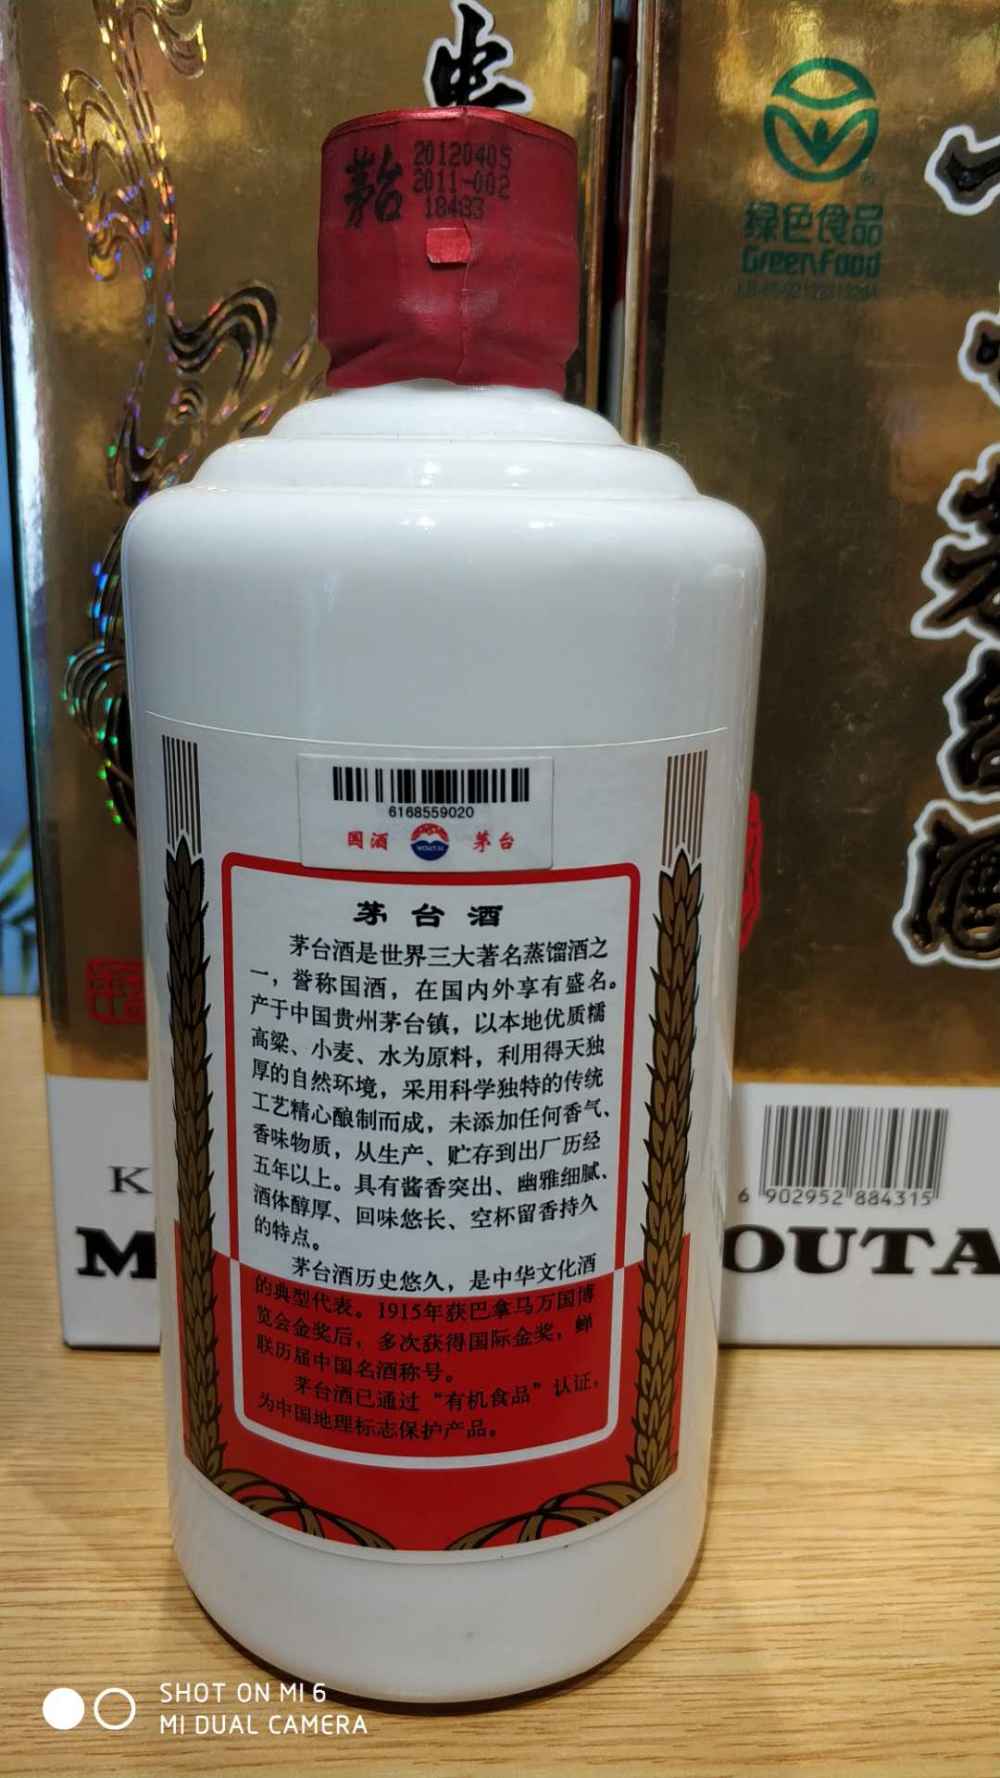 茅台
20120405
2011-002
18433
绿色食品
GreenFood
6168559020
国酒
MOUTAI
茅台
茅台酒
茅台酒是世界三大著名蒸馏酒之
一，誉称国酒，在国内外享有盛名。
产于中国贵州茅台镇，以本地优质糯
高粱、小麦、水为原料，利用得天独
厚的自然环境，采用科学独特的传统
工艺精心酿制而成，未添加任何香气、
香味物质，从生产、贮存到出厂历经
五年以上。具有酱香突出、幽雅细腻、
酒体醇厚、回味悠长、空杯留香持久
的特点。
茅台酒历史悠久，是中华文化酒
的典型代表。1915年获巴拿马万国博
览会金奖后，多次获得国际金奖，蝉
联历届中国名酒称号。
茅台酒已通过“有机食品”认证，
为中国地理标志保护产品。
台
酒
6 902952 884315
K
M
OUTA
SHOT ON MI 6
MI DUAL CAMERA